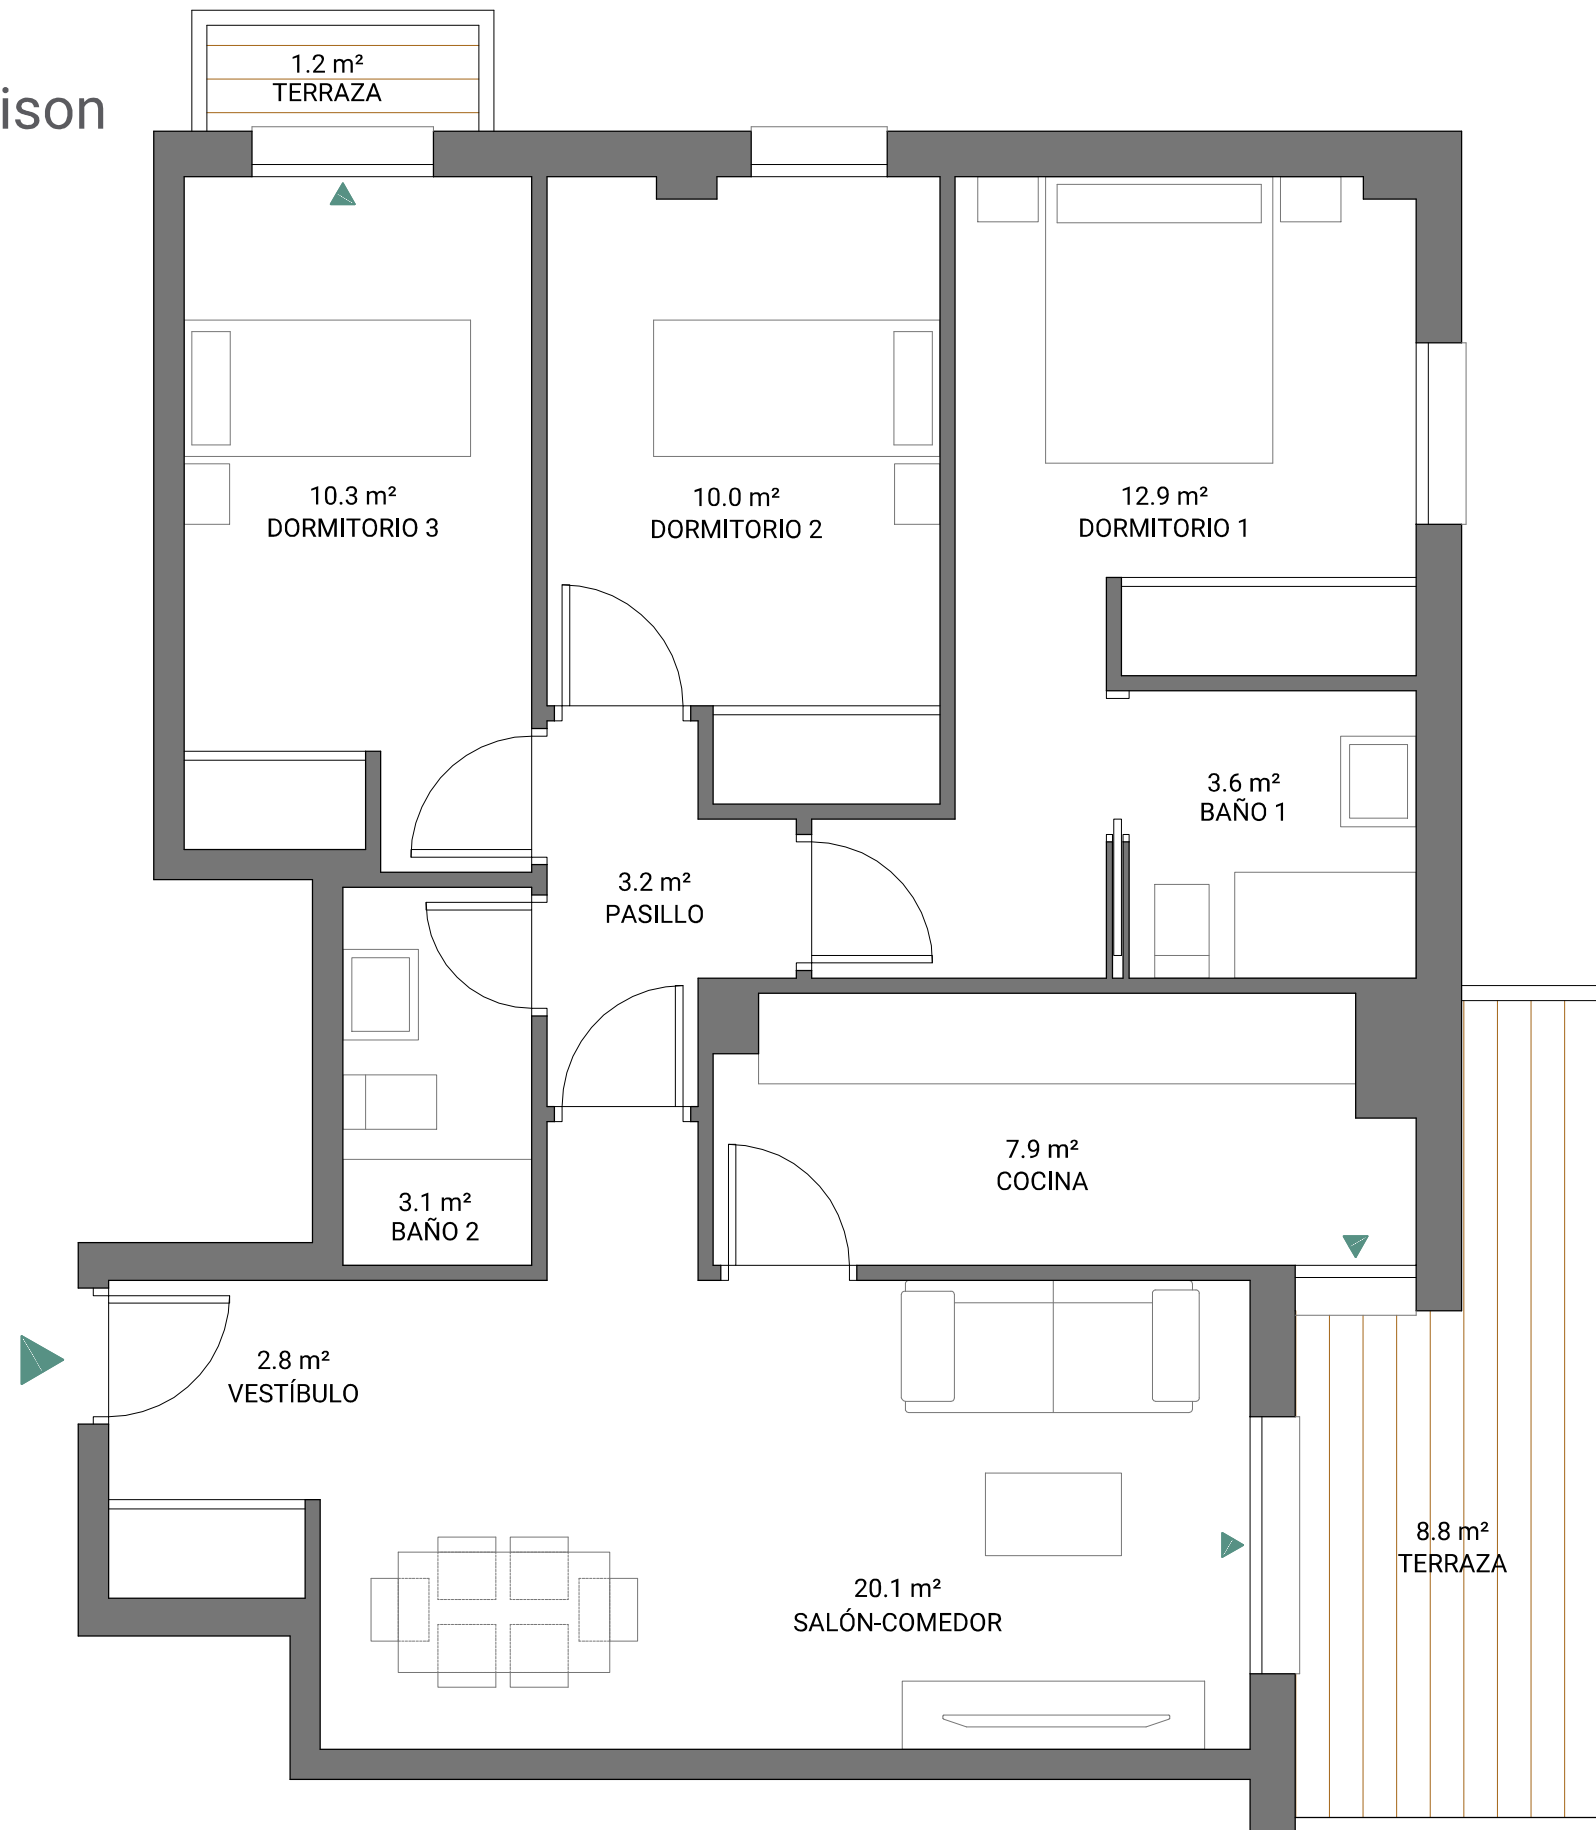 ison
1.2 m²
TERRAZA
10.3 m²
DORMITORIO 3
10.0 m²
DORMITORIO 2
12.9 m²
DORMITORIO 1
3.6 m²
BAÑO 1
3.2 m²
PASILLO
7.9 m²
COCINA
3.1 m²
BAÑO 2
2.8 m²
VESTÍBULO
8.8 m²
TERRAZA
20.1 m²
SALÓN-COMEDOR